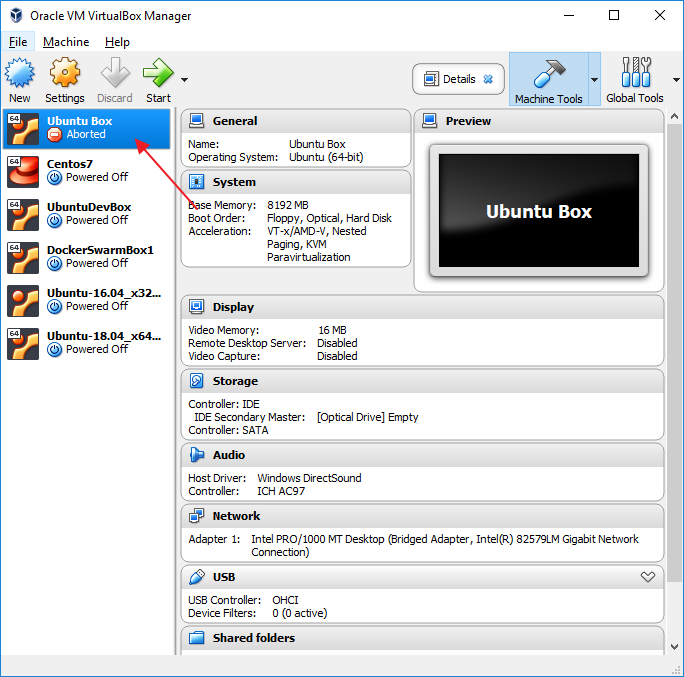 Oracle VM VirtualBox Manager
File Machine Help
New Settings Discard Start Details Machine Tools Global Tools
64 Ubuntu Box
Aborted
64 Centos7
Powered Off
64 UbuntuDevBox
Powered Off
64 DockerSwarmBox1
Powered Off
Ubuntu-16.04_x32...
Powered Off
64 Ubuntu-18.04_x64...
Powered Off
General
Name: Ubuntu Box
Operating System: Ubuntu (64-bit)
System
Base Memory: 8192 MB
Boot Order: Floppy, Optical, Hard Disk
Acceleration: VT-x/AMD-V, Nested
Paging, KVM
Paravirtualization
Preview
Ubuntu Box
Display
Video Memory: 16 MB
Remote Desktop Server: Disabled
Video Capture: Disabled
Storage
Controller: IDE
IDE Secondary Master: [Optical Drive] Empty
Controller: SATA
Audio
Host Driver: Windows DirectSound
Controller: ICH AC97
Network
Adapter 1: Intel PRO/1000 MT Desktop (Bridged Adapter, Intel(R) 82579LM Gigabit Network
Connection)
USB
USB Controller: OHCI
Device Filters: 0 (0 active)
Shared folders